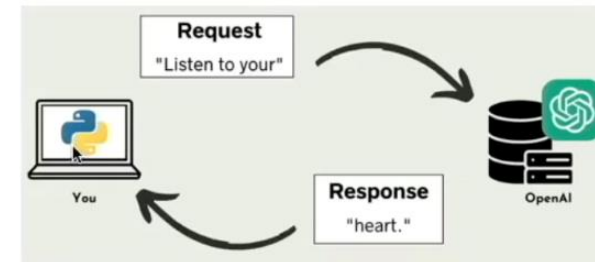 Request
"Listen to your"
You
OpenAI
Response
"heart."